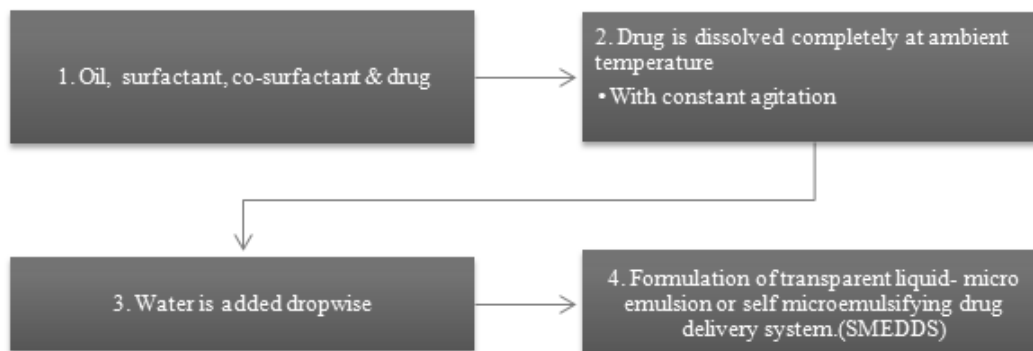 1. Oil, surfactant, co-surfactant & drug
2. Drug is dissolved completely at ambient
temperature
• With constant agitation
3. Water is added dropwise
4. Formulation of transparent liquid- micro
emulsion or self microemulsifying drug
delivery system.(SMEDDS)